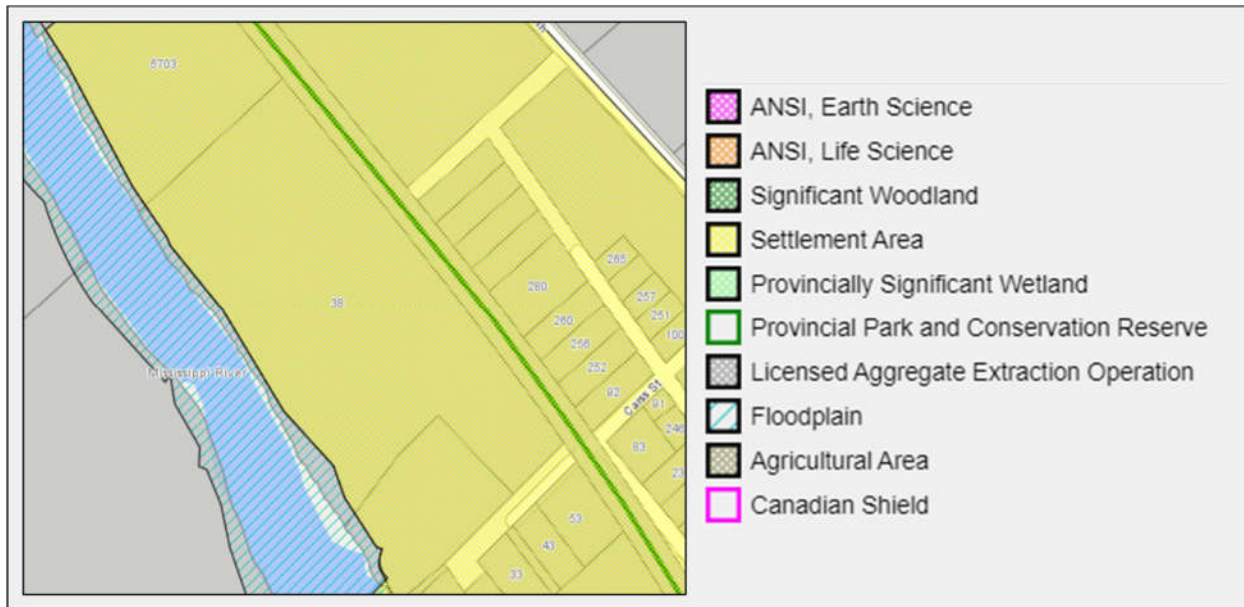 5703
38
Mississippi River
280
260
256
252
92
265
257
251
100
Carss St
91
246
83
23
53
43
33
ANSI, Earth Science
ANSI, Life Science
Significant Woodland
Settlement Area
Provincially Significant Wetland
Provincial Park and Conservation Reserve
Licensed Aggregate Extraction Operation
Floodplain
Agricultural Area
Canadian Shield